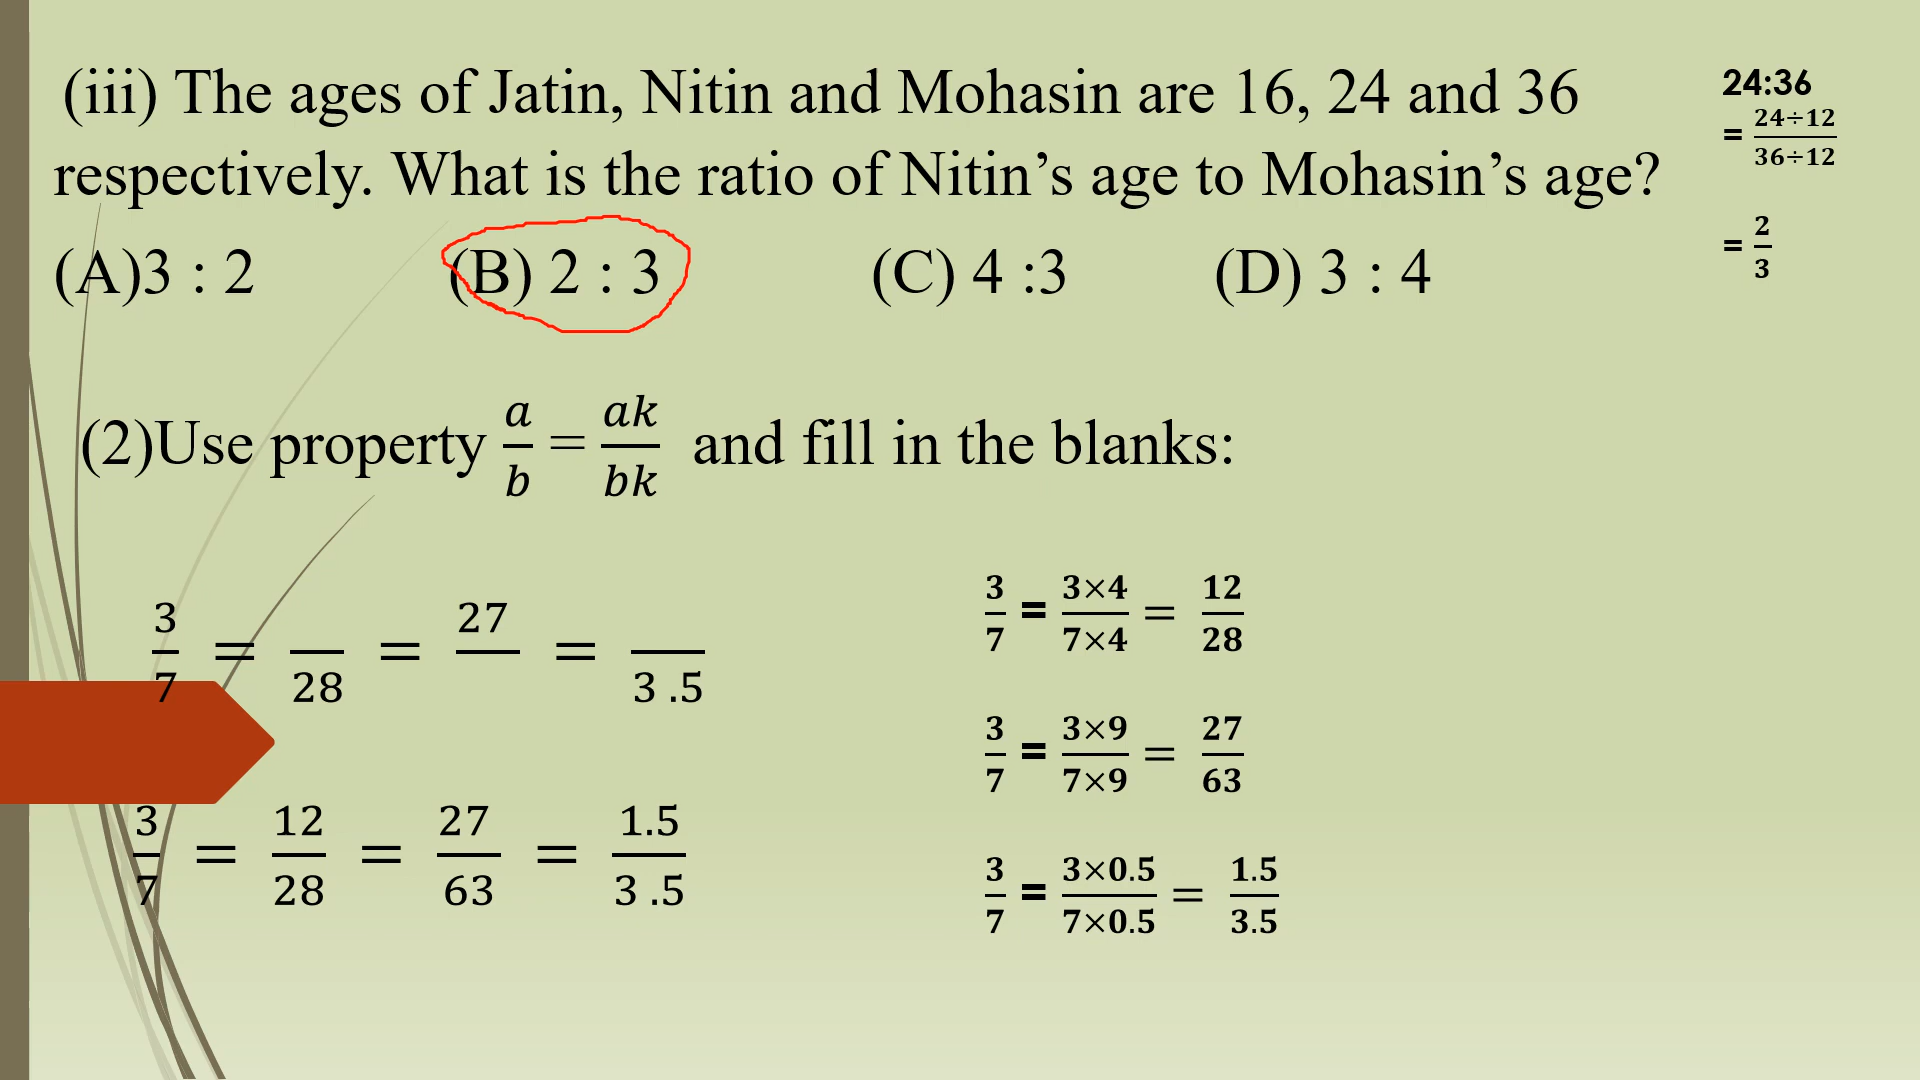 (iii) The ages of Jatin, Nitin and Mohasin are 16, 24 and 36
respectively. What is the ratio of Nitin’s age to Mohasin’s age?
(A)3 : 2 (B) 2 : 3 (C) 4 :3 (D) 3 : 4
24:36
= 24÷12/36÷12
= 2/3
(2)Use property a/b = ak/bk and fill in the blanks:
3/7 = /28 = 27/ = /3 .5
3/7 = 12/28 = 27/63 = 1.5/3 .5
3/7 = 3×4/7×4 = 12/28
3/7 = 3×9/7×9 = 27/63
3/7 = 3×0.5/7×0.5 = 1.5/3.5